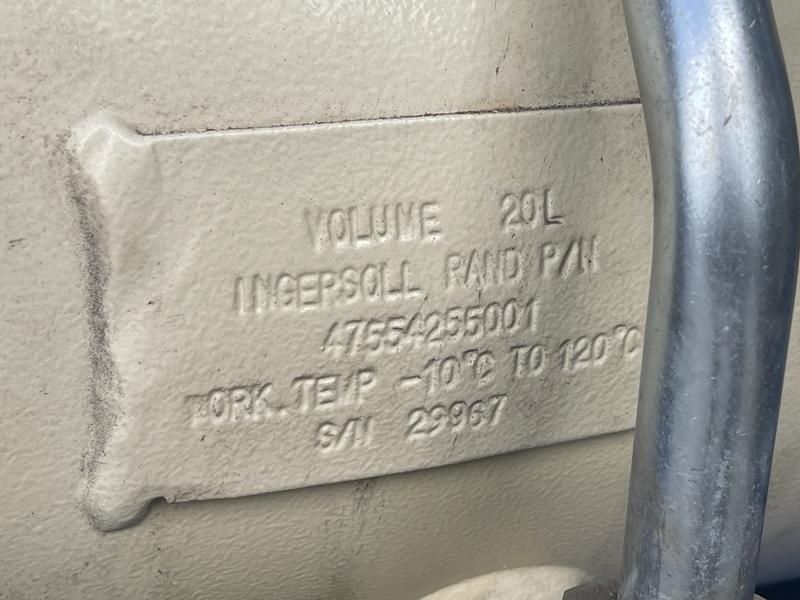 VOLUME 20L
INGERSOLL RAND P/N
47554255001
WORK.TEMP -10°C TO 120°C
S/N 29967